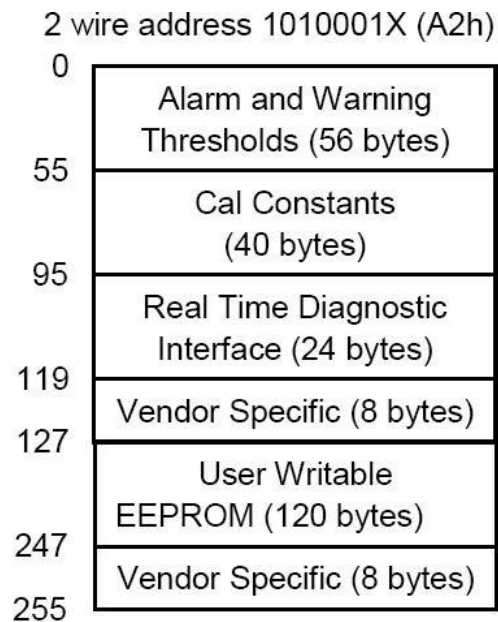 2 wire address 1010001X (A2h)
0
Alarm and Warning
Thresholds (56 bytes)
55
Cal Constants
(40 bytes)
95
Real Time Diagnostic
Interface (24 bytes)
119
Vendor Specific (8 bytes)
127
User Writable
EEPROM (120 bytes)
247
Vendor Specific (8 bytes)
255